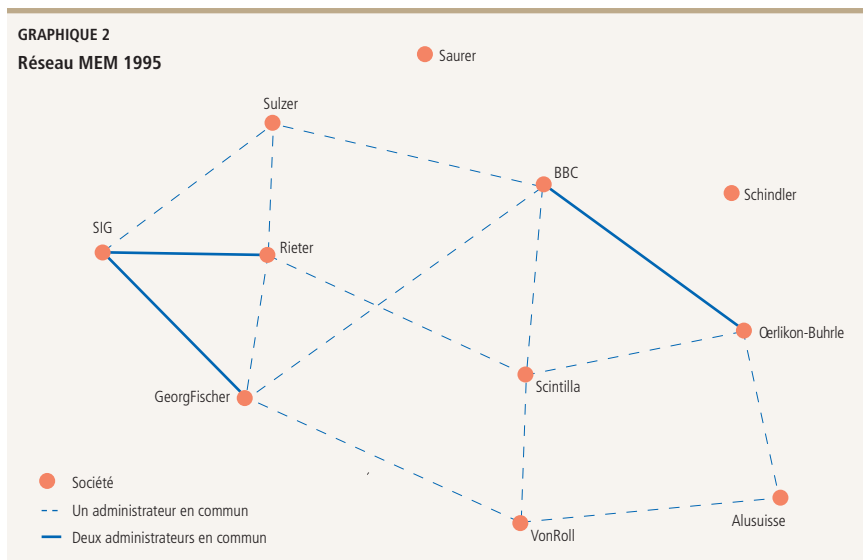 GRAPHIQUE 2
Réseau MEM 1995
Saurer
Sulzer
BBC
Schindler
SIG
Rieter
Œrlikon-Buhrle
GeorgFischer
Scintilla
Société
Un administrateur en commun
Alusuisse
VonRoll
Deux administrateurs en commun